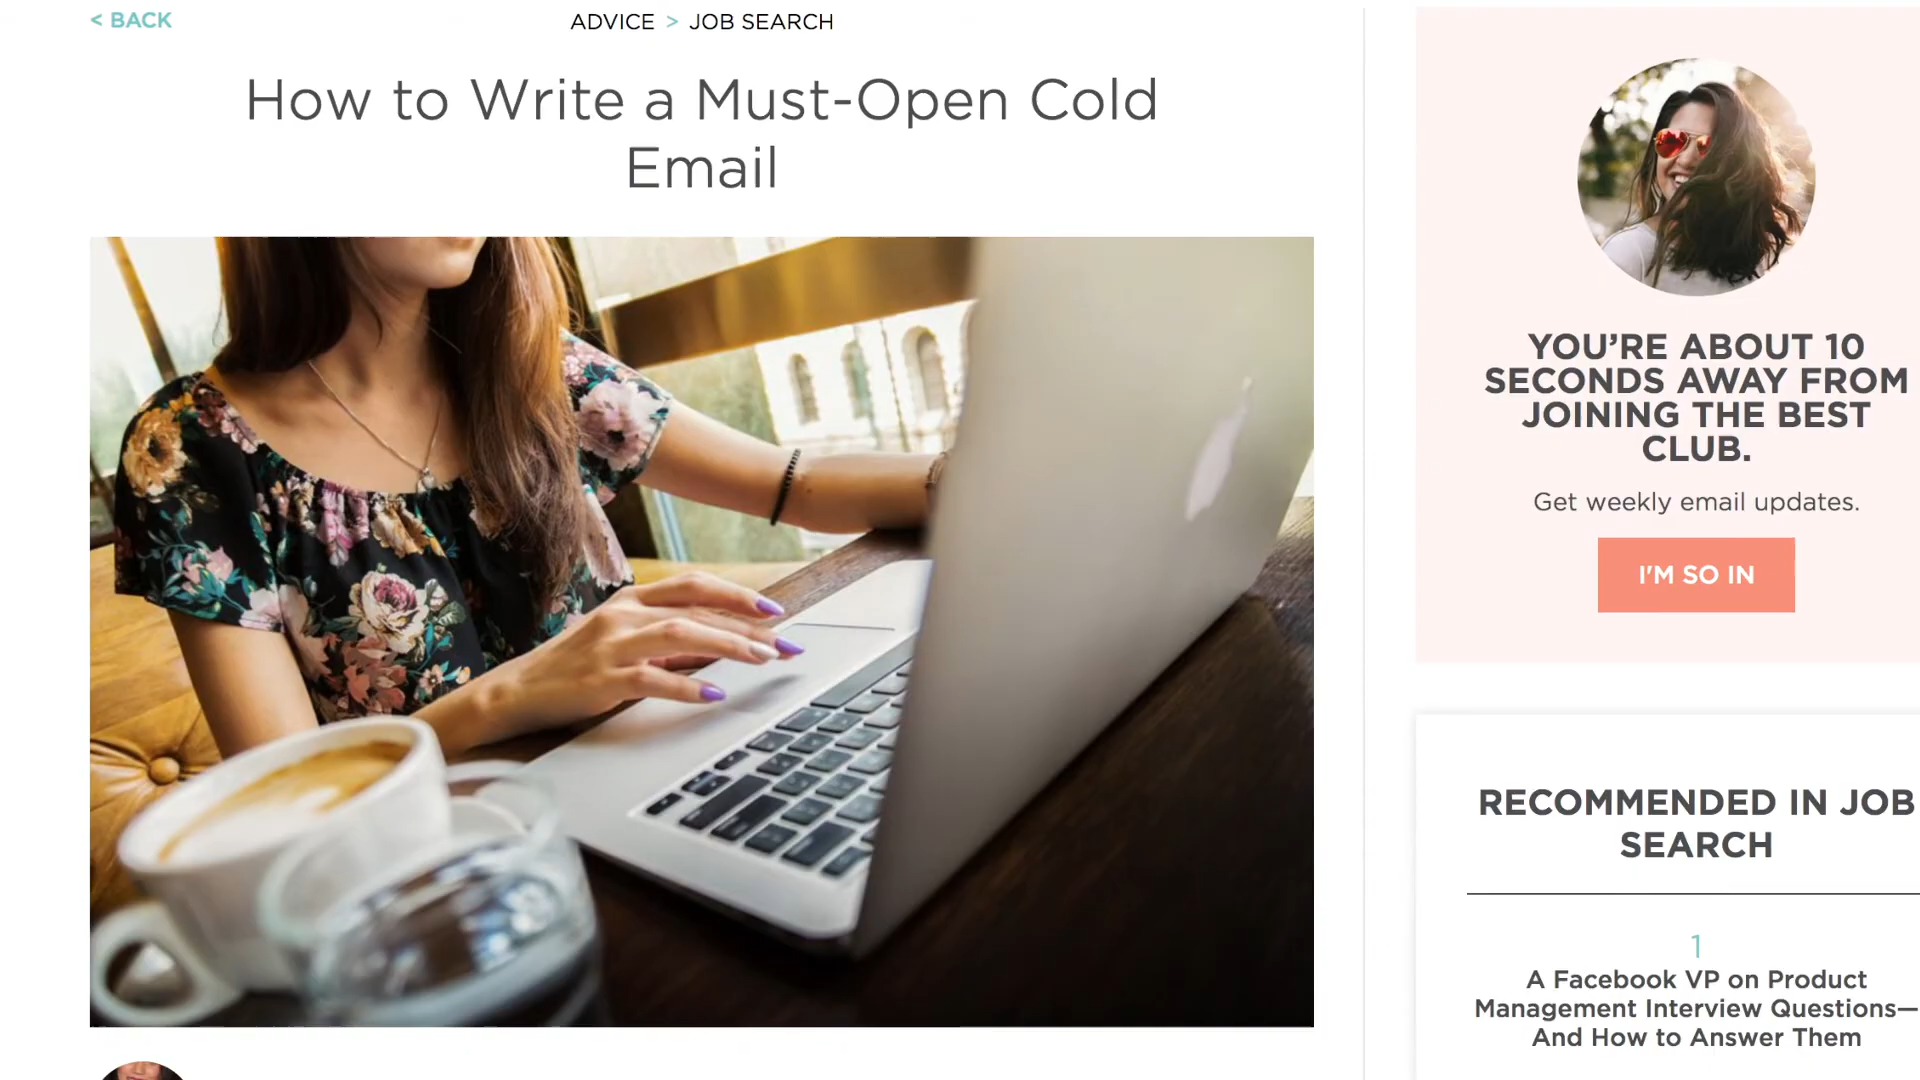 < BACK
ADVICE > JOB SEARCH
How to Write a Must-Open Cold
Email
YOU’RE ABOUT 10
SECONDS AWAY FROM
JOINING THE BEST
CLUB.
Get weekly email updates.
I'M SO IN
RECOMMENDED IN JOB
SEARCH
1
A Facebook VP on Product
Management Interview Questions—
And How to Answer Them